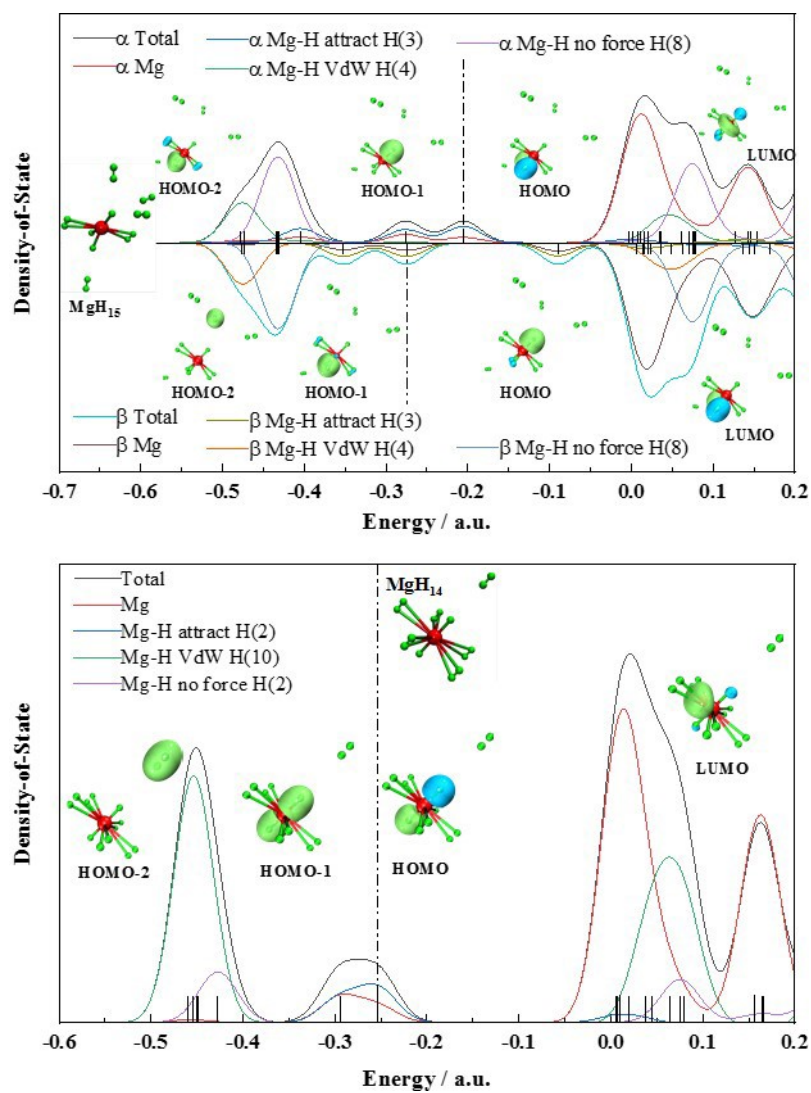 α Total
α Mg-H attract H(3)
α Mg-H no force H(8)
α Mg
α Mg-H VdW H(4)
LUMO
HOMO-2
HOMO-1
HOMO
Density-of-State
MgH₁₅
HOMO-2
HOMO-1
HOMO
LUMO
β Total
β Mg-H attract H(3)
β Mg
β Mg-H VdW H(4)
β Mg-H no force H(8)
-0.7 -0.6 -0.5 -0.4 -0.3 -0.2 -0.1 0.0 0.1 0.2
Energy / a.u.
Total
MgH₁₄
Mg
Mg-H attract H(2)
Mg-H VdW H(10)
Mg-H no force H(2)
LUMO
Density-of-State
HOMO-2
HOMO-1
HOMO
-0.6 -0.5 -0.4 -0.3 -0.2 -0.1 0.0 0.1 0.2
Energy / a.u.